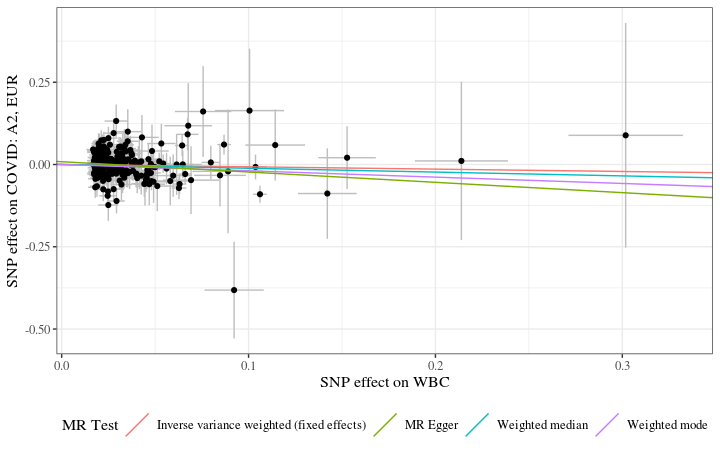 SNP effect on COVID: A2, EUR
0.25
0.00
-0.25
-0.50
0.0 0.1 0.2 0.3
SNP effect on WBC
MR Test Inverse variance weighted (fixed effects) MR Egger Weighted median Weighted mode